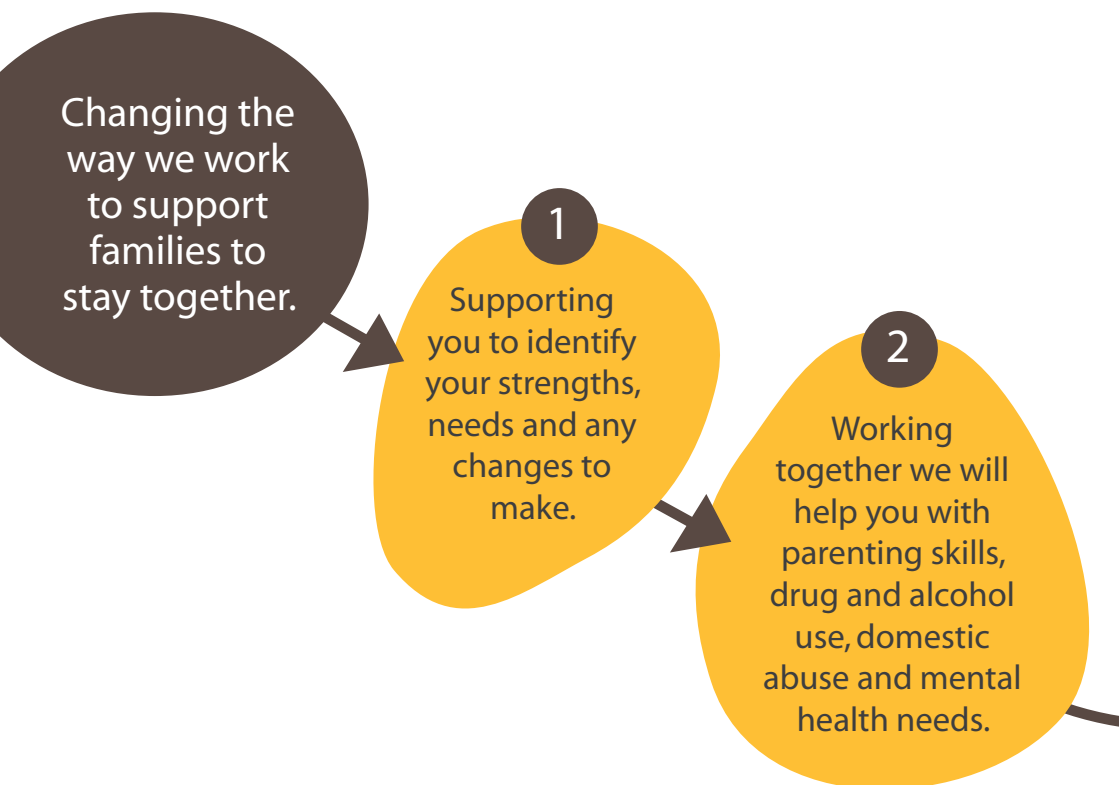 Changing the
way we work
to support
families to
stay together.
1
Supporting
you to identify
your strengths,
needs and any
changes to
make.
2
Working
together we will
help you with
parenting skills,
drug and alcohol
use, domestic
abuse and mental
health needs.